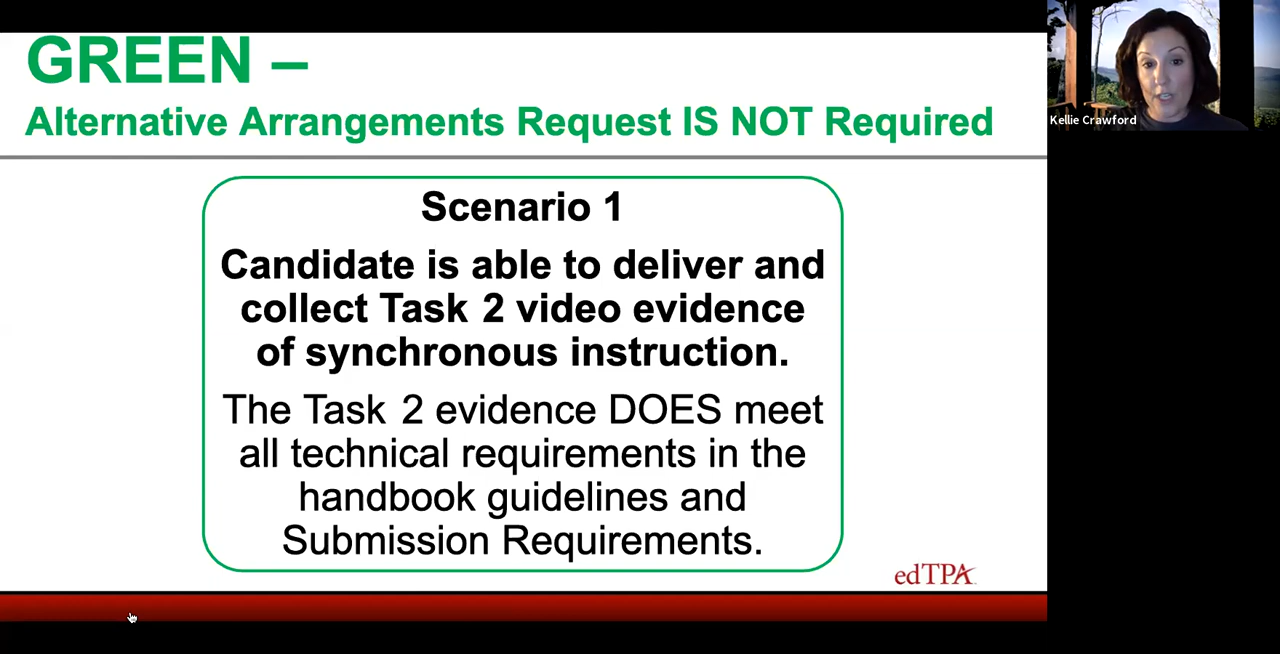 GREEN –
Alternative Arrangements Request IS NOT Required
Kellie Crawford
Scenario 1
Candidate is able to deliver and
collect Task 2 video evidence
of synchronous instruction.
The Task 2 evidence DOES meet
all technical requirements in the
handbook guidelines and
Submission Requirements.
edTPA